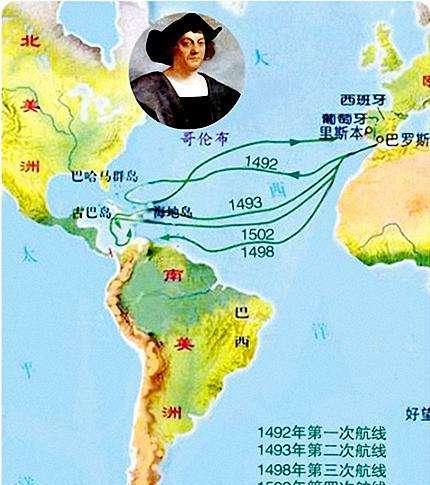 北美洲
大西洋
哥伦布
西班牙
葡萄牙
里斯本
巴罗斯
1492
巴哈马群岛
1493
古巴岛
海地岛
1502
1498
太平洋
南美洲
巴西
好望
1492年第一次航线
1493年第二次航线
1498年第三次航线